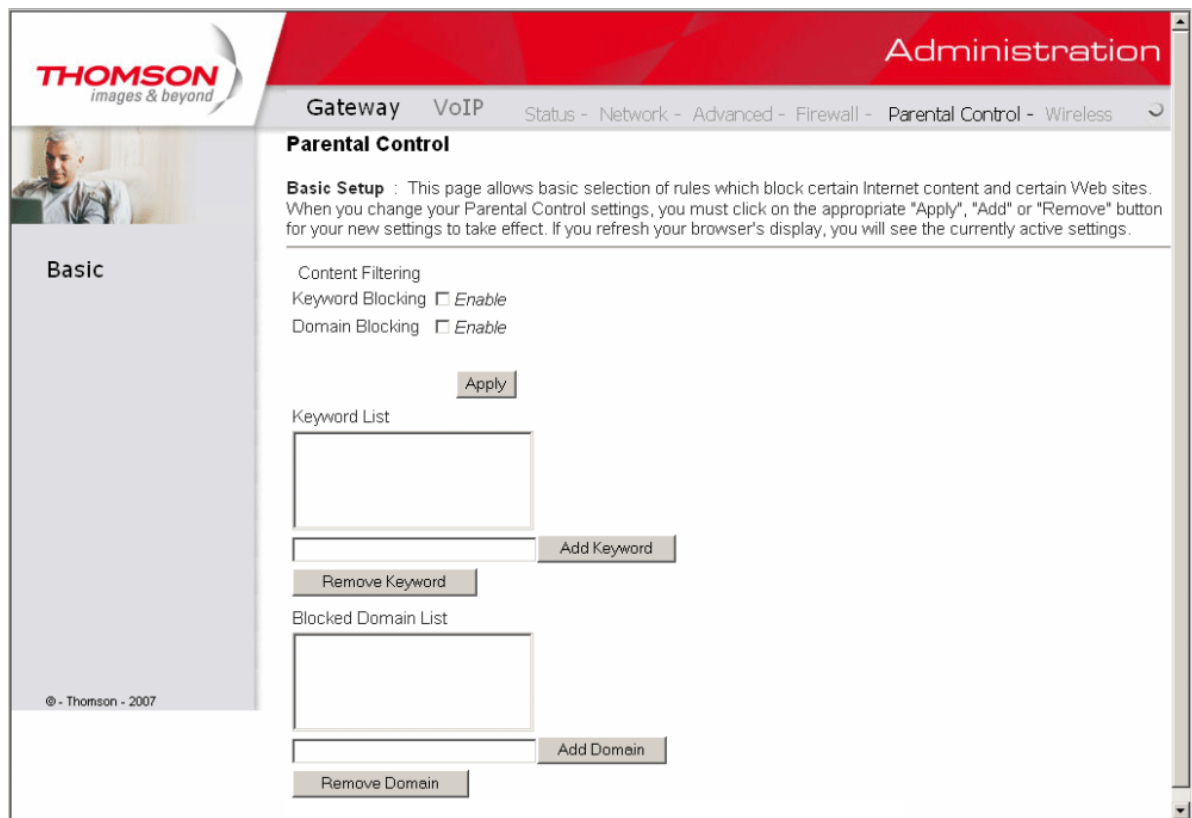 THOMSON
images & beyond
Administration
Gateway VoIP Status - Network - Advanced - Firewall - Parental Control - Wireless
Parental Control
Basic Setup : This page allows basic selection of rules which block certain Internet content and certain Web sites.
When you change your Parental Control settings, you must click on the appropriate "Apply", "Add" or "Remove" button
for your new settings to take effect. If you refresh your browser's display, you will see the currently active settings.
Basic
Content Filtering
Keyword Blocking Enable
Domain Blocking Enable
Apply
Keyword List
Add Keyword
Remove Keyword
Blocked Domain List
Add Domain
Remove Domain
© - Thomson - 2007